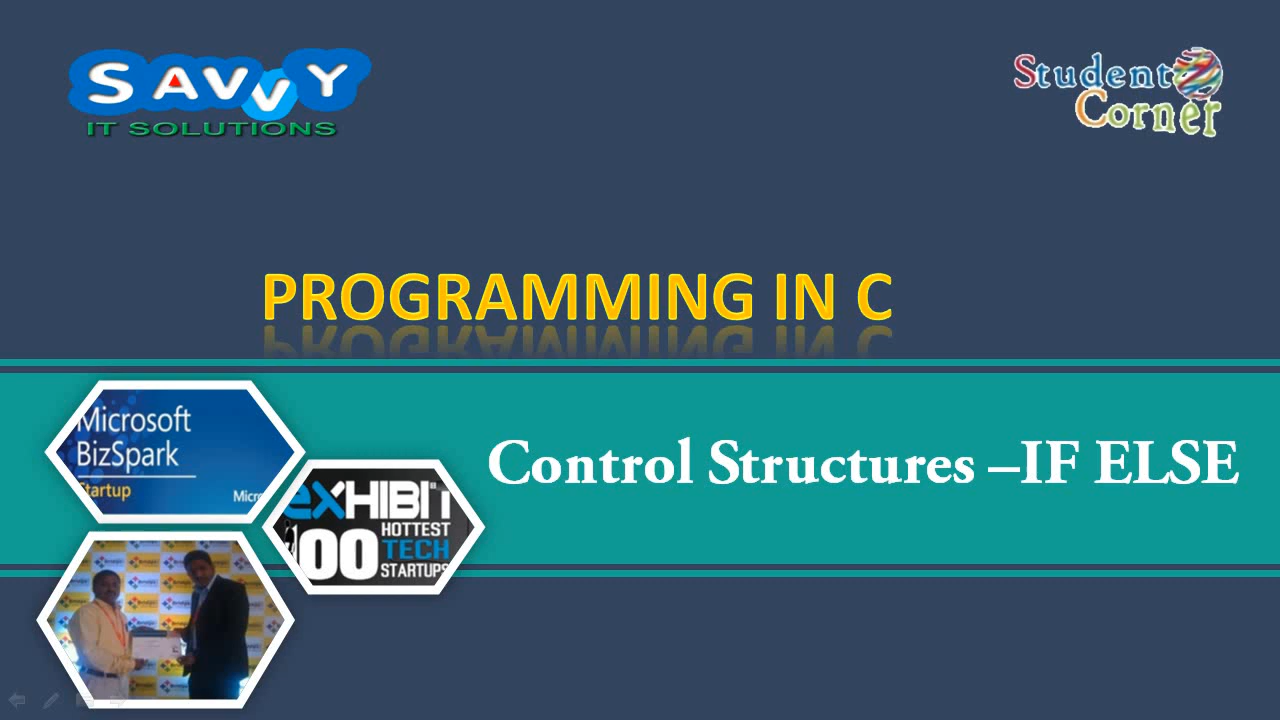 SAVVY
IT SOLUTIONS
Student
Corner
PROGRAMMING IN C
Control Structures –IF ELSE
Microsoft
BizSpark
Startup
EXHIBIT
100
HOTTEST
TECH
STARTUPS